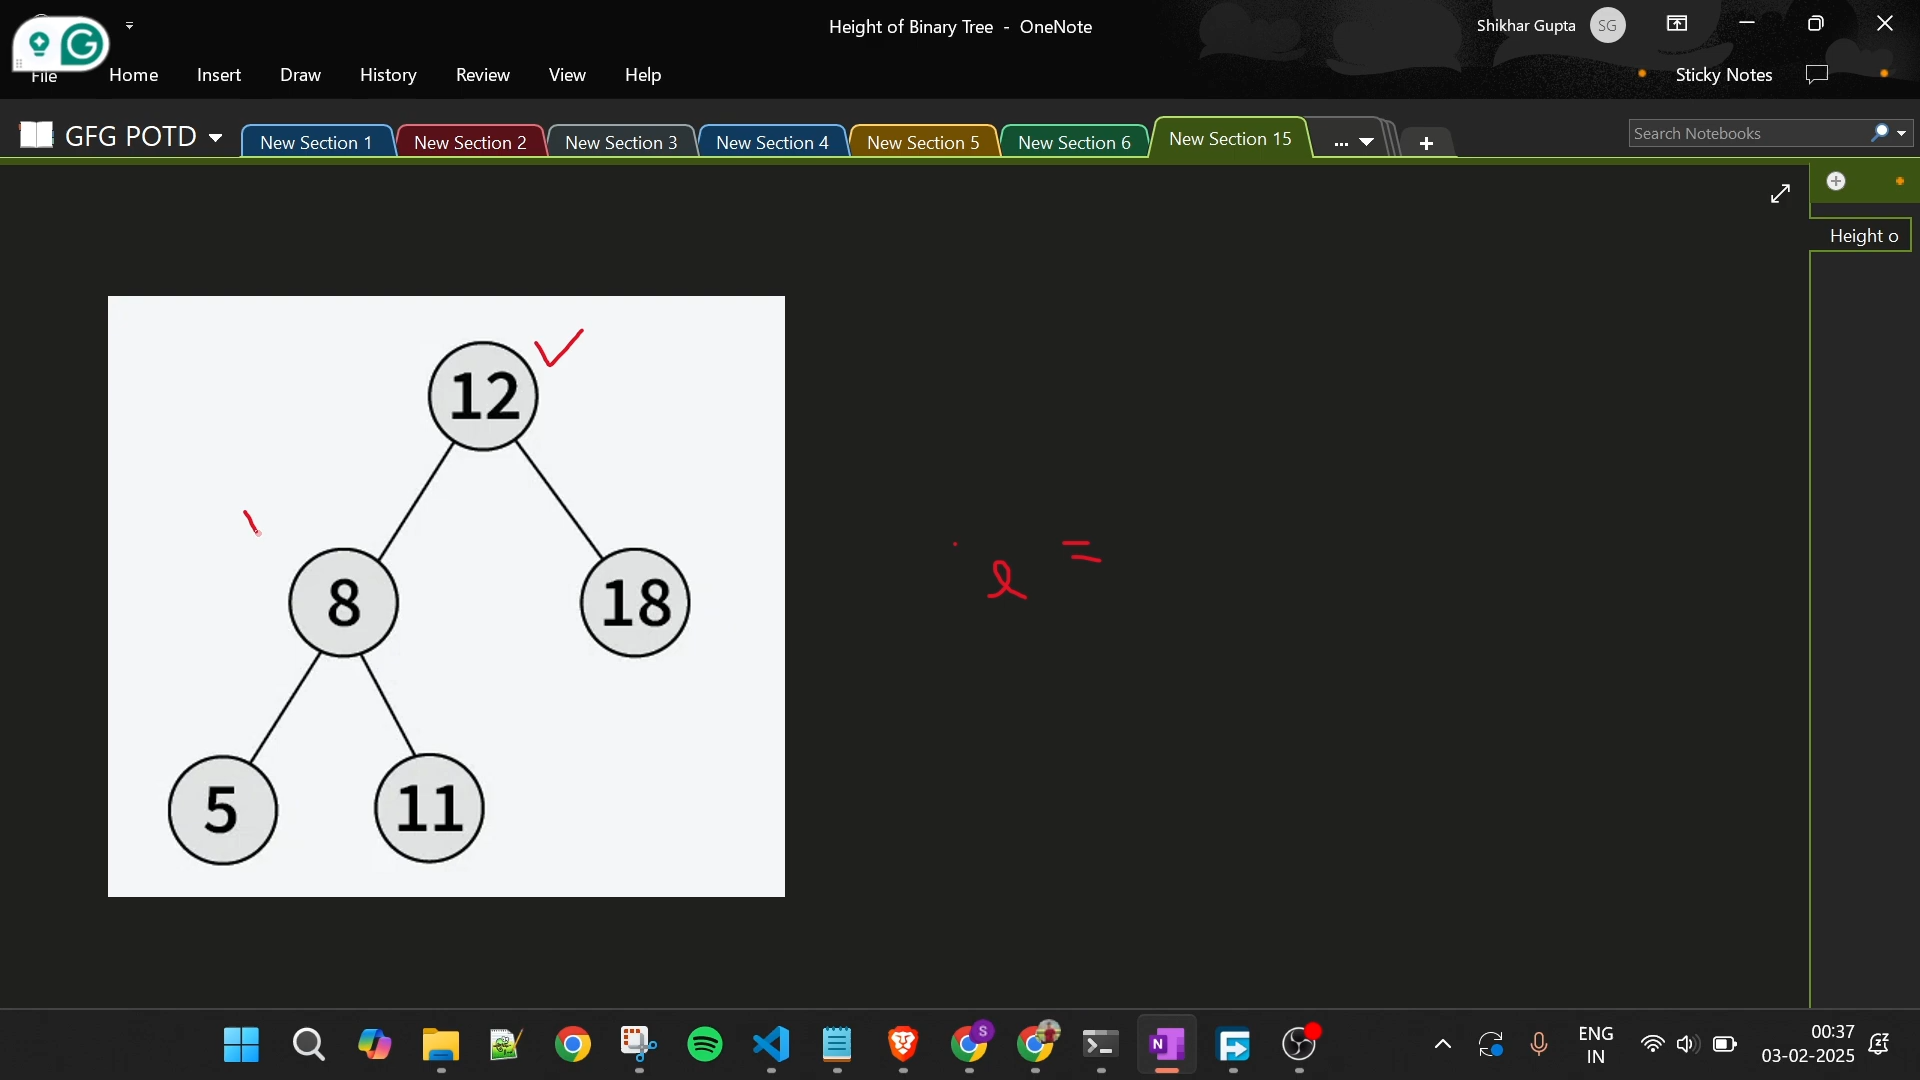 Height of Binary Tree - OneNote
Shikhar Gupta SG
File Home Insert Draw History Review View Help
Sticky Notes
GFG POTD
New Section 1 New Section 2 New Section 3 New Section 4 New Section 5 New Section 6 New Section 15 ... +
Search Notebooks
Height o
12
8 18
l =
5 11
ENG
IN
00:37
03-02-2025